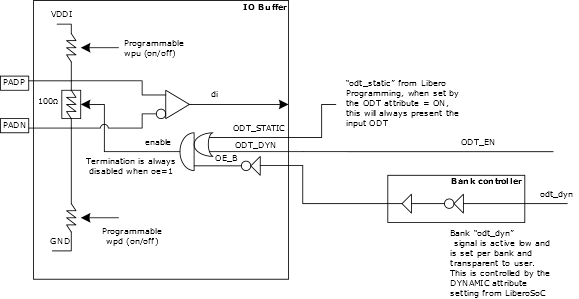 IO Buffer
VDDI
Programmable
wpu (on/off)
PADP
100Ω
PADN
di
"odt_static" from Libero
Programming, when set by
the ODT attribute = ON,
this will always present the
input ODT
enable
ODT_STATIC
ODT_DYN
ODT_EN
Termination is always
disabled when oe=1
OE_B
Bank controller
odt_dyn
Programmable
wpd (on/off)
GND
Bank "odt_dyn"
signal is active low and
is set per bank and
transparent to user.
This is controlled by the
DYNAMIC attribute
setting from LiberoSoC